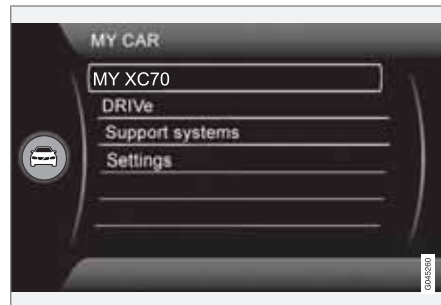 MY CAR
MY XC70
DRIVe
Support systems
Settings
G045260